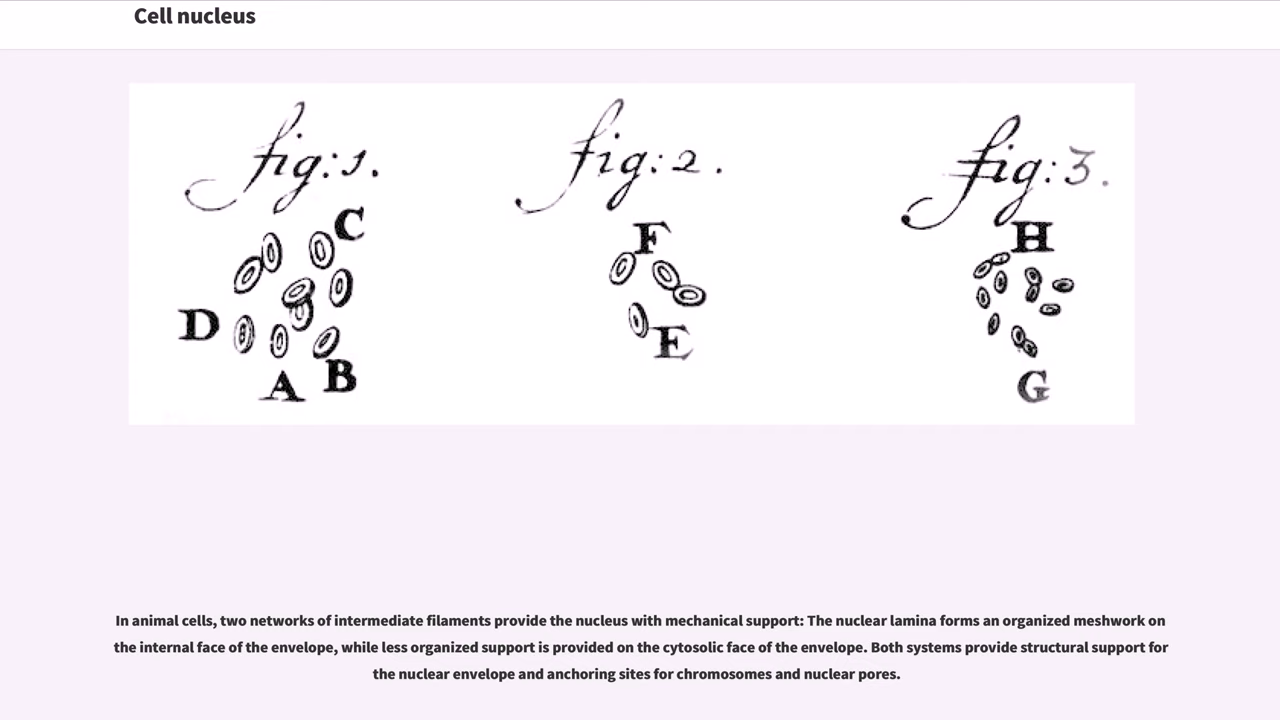 Cell nucleus
fig:1. fig:2. fig:3.
C F H
D E
A B G
In animal cells, two networks of intermediate filaments provide the nucleus with mechanical support: The nuclear lamina forms an organized meshwork on
the internal face of the envelope, while less organized support is provided on the cytosolic face of the envelope. Both systems provide structural support for
the nuclear envelope and anchoring sites for chromosomes and nuclear pores.